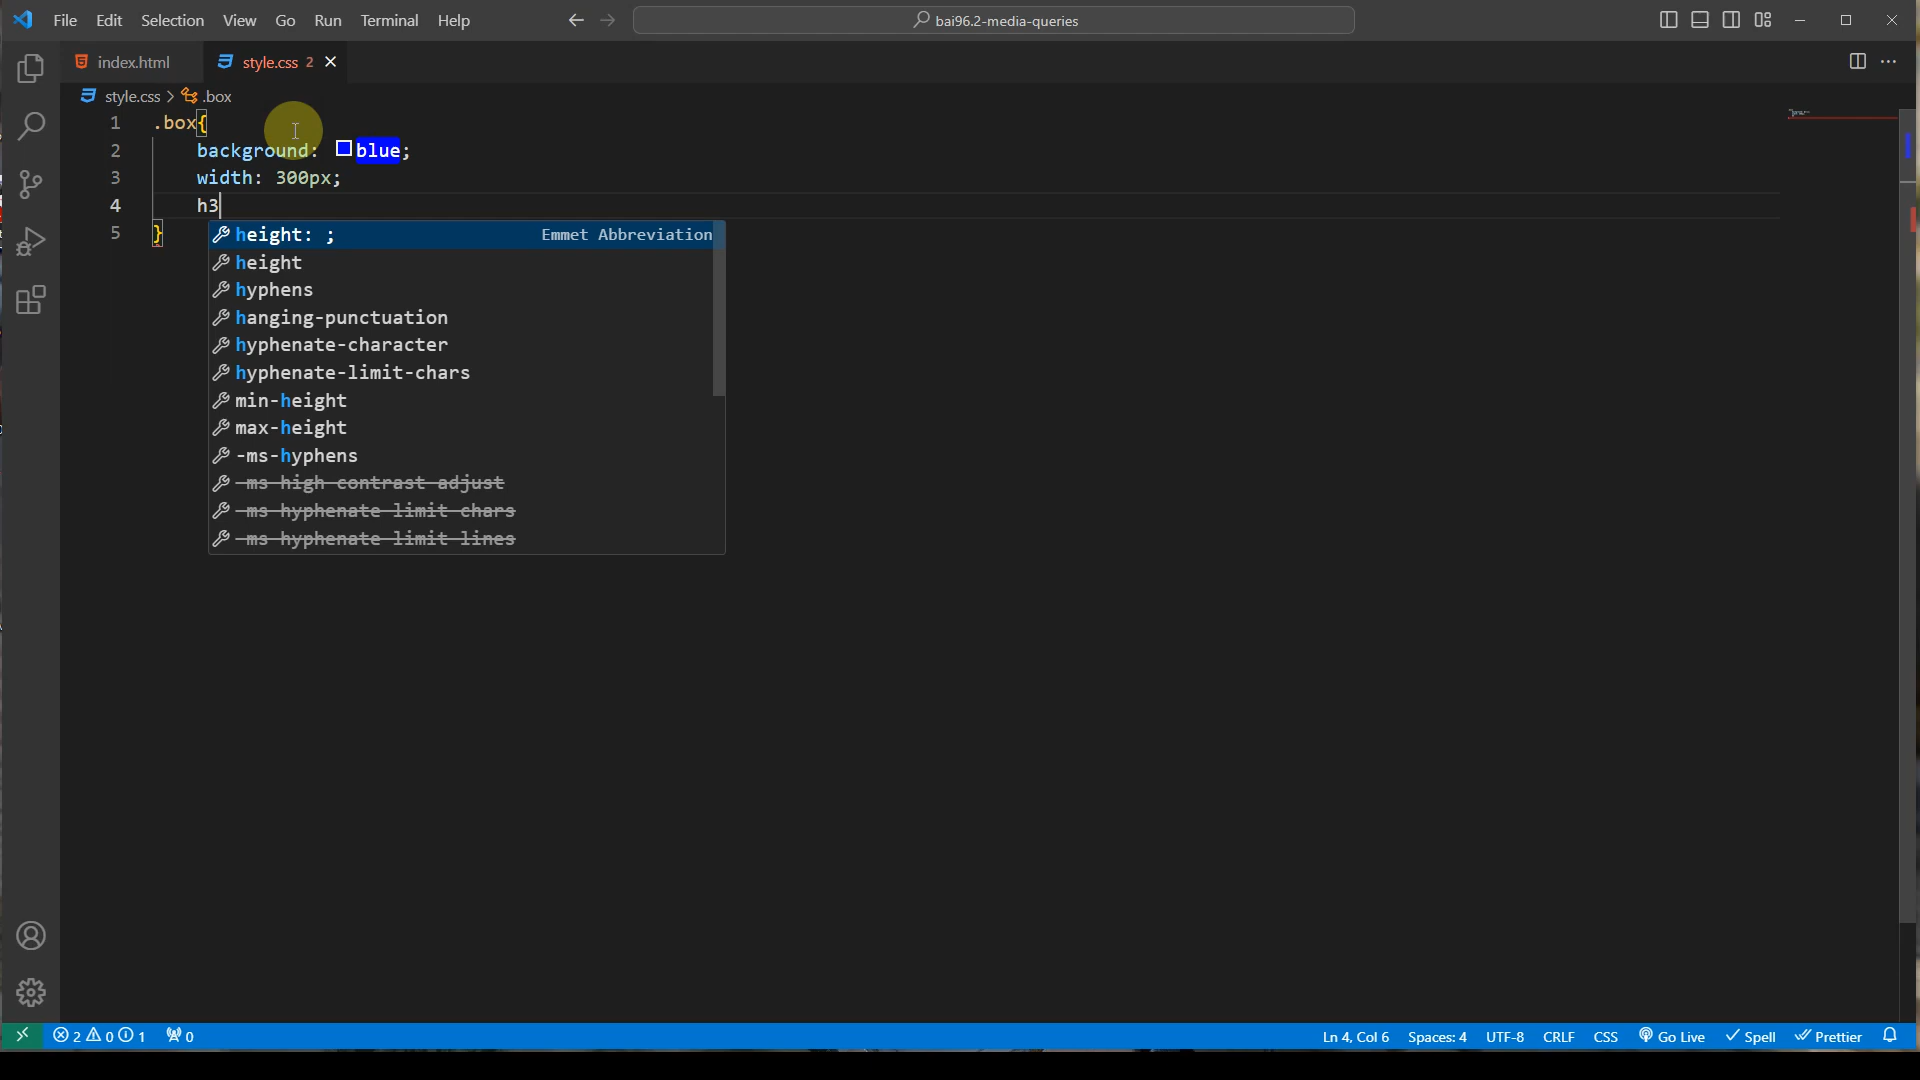 File Edit Selection View Go Run Terminal Help bai96.2-media-queries
index.html style.css 2
style.css .box
1 .box{
2 background: blue;
3 width: 300px;
4 h3
5 }
height: ; Emmet Abbreviation
height
hyphens
hanging-punctuation
hyphenate-character
hyphenate-limit-chars
min-height
max-height
-ms-hyphens
-ms-high-contrast-adjust
-ms-hyphenate-limit-chars
-ms-hyphenate-limit-lines
2 0 1 0 Ln 4, Col 6 Spaces: 4 UTF-8 CRLF CSS Go Live Spell Prettier